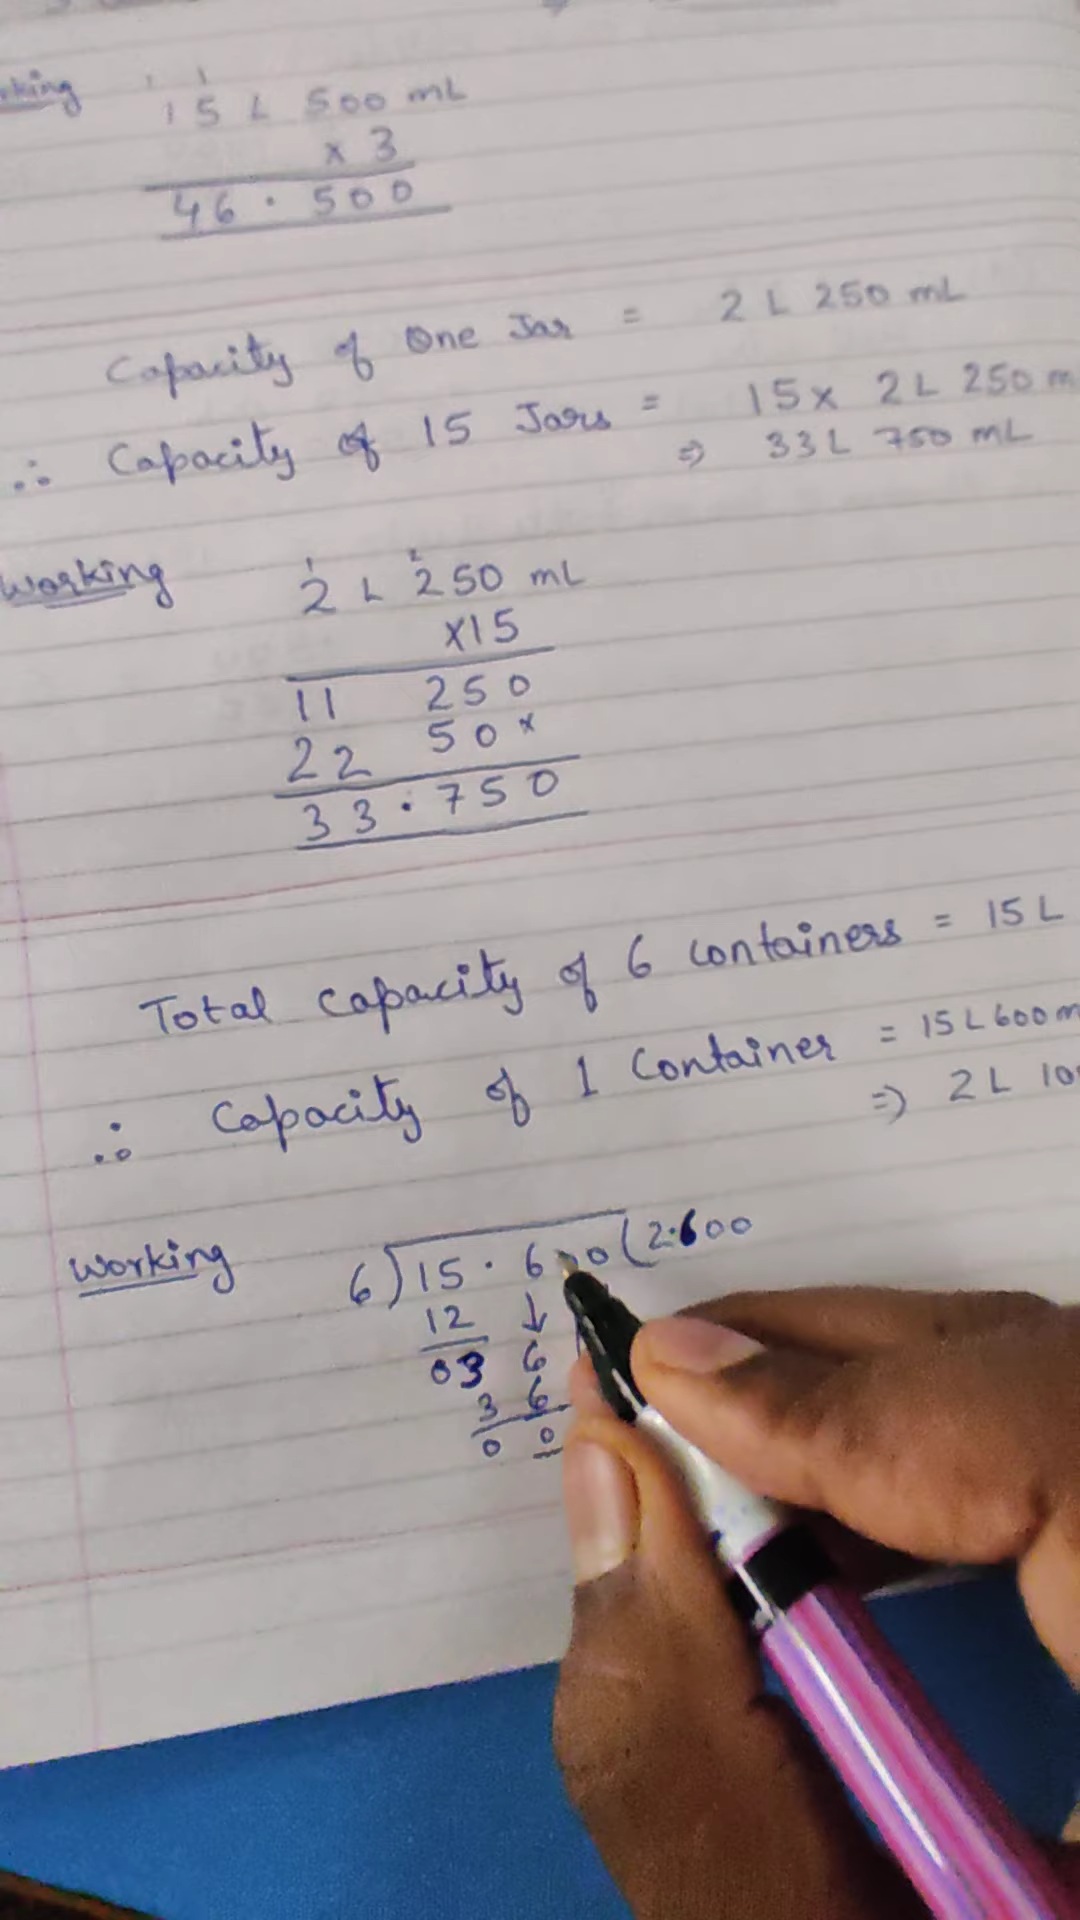 15 L 500 mL
x 3
46 . 500
Capacity of One Jar = 2 L 250 mL
∴ Capacity of 15 Jars = 15 x 2 L 250 m
⇒ 33 L 750 mL
Working 2 L 250 mL
x15
11 250
22 50 x
33.750
Total Capacity of 6 Containers = 15 L
∴ Capacity of 1 Container = 15 L 600 m
⇒ 2 L 10
Working 6) 15 . 6 0 ( 2.600
12 ↓
03 6
3 6
0 0